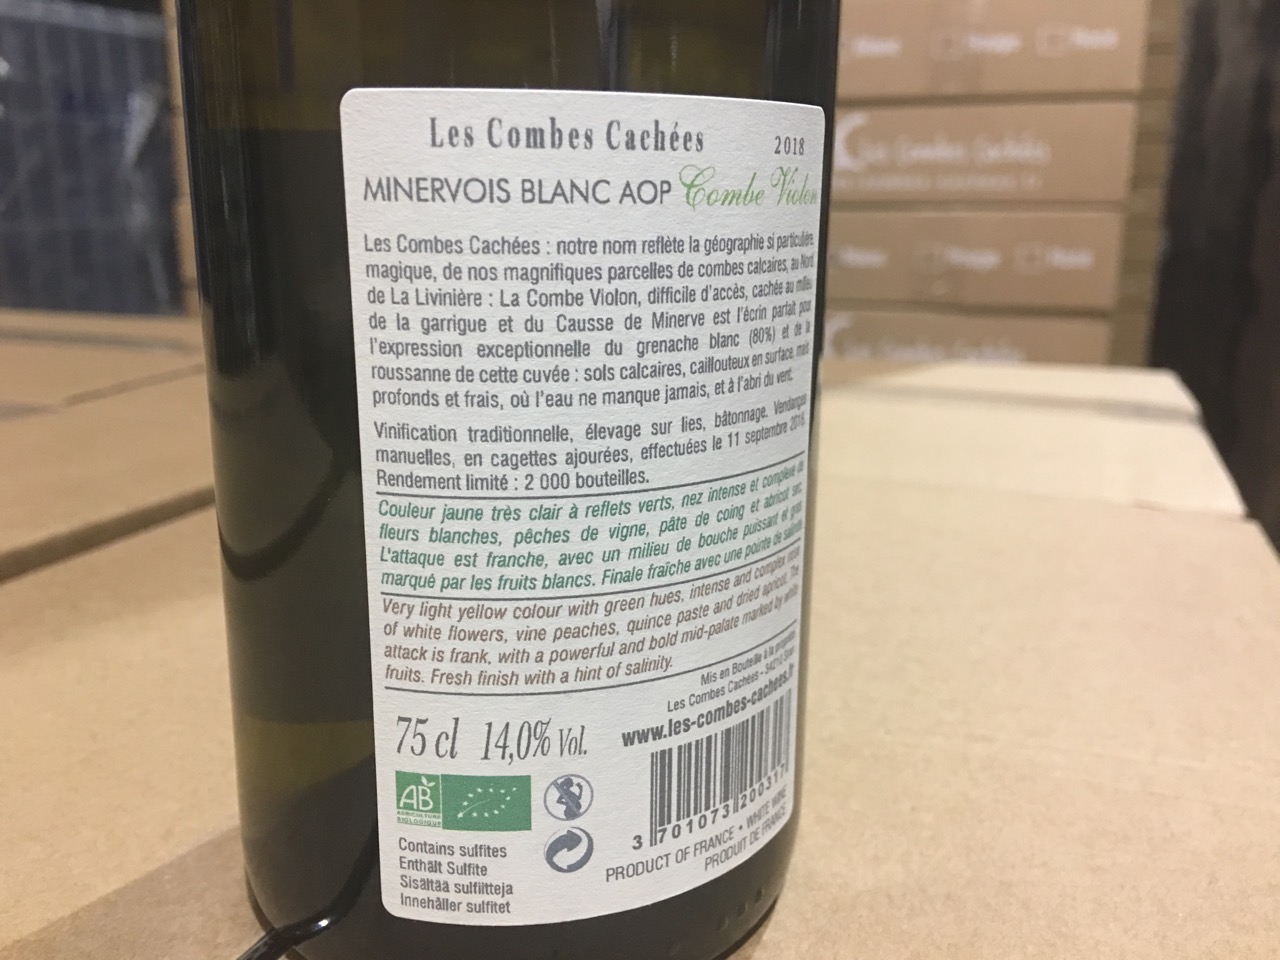 Les Combes Cachées 2018
MINERVOIS BLANC AOP Combe Violon
Les Combes Cachées : notre nom reflète la géographie si particulière,
magique, de nos magnifiques parcelles de combes calcaires, au Nord
de La Livinière : La Combe Violon, difficile d'accès, cachée au milieu
de la garrigue et du Causse de Minerve est l'écrin parfait pour
l'expression exceptionnelle du grenache blanc (80%) et de la
roussanne de cette cuvée : sols calcaires, caillouteux en surface, mais
profonds et frais, où l'eau ne manque jamais, et à l'abri du vent.
Vinification traditionnelle, élevage sur lies, bâtonnage. Vendanges
manuelles, en cagettes ajourées, effectuées le 11 septembre
Rendement limité : 2 000 bouteilles.
Couleur jaune très clair à reflets verts, nez intense et complexe de
fleurs blanches, pêches de vigne, pâte de coing et abricot sec.
L'attaque est franche, avec un milieu de bouche puissant et gras
marqué par les fruits blancs. Finale fraîche avec une pointe de salinité.
Very light yellow colour with green hues, intense and complex nose
of white flowers, vine peaches, quince paste and dried apricot. The
attack is frank, with a powerful and bold mid-palate marked by white
fruits. Fresh finish with a hint of salinity.
Mis en Bouteille à la propriété
Les Combes Cachées - 34210
www.les-combes-cachees.fr
75 cl 14,0% Vol.
AB
AGRICULTURE
BIOLOGIQUE
3 701073 200317
Contains sulfites
Enthält Sulfite
Sisältää sulfiitteja
Innehåller sulfitet
PRODUCT OF FRANCE • WHITE WINE
PRODUIT DE FRANCE